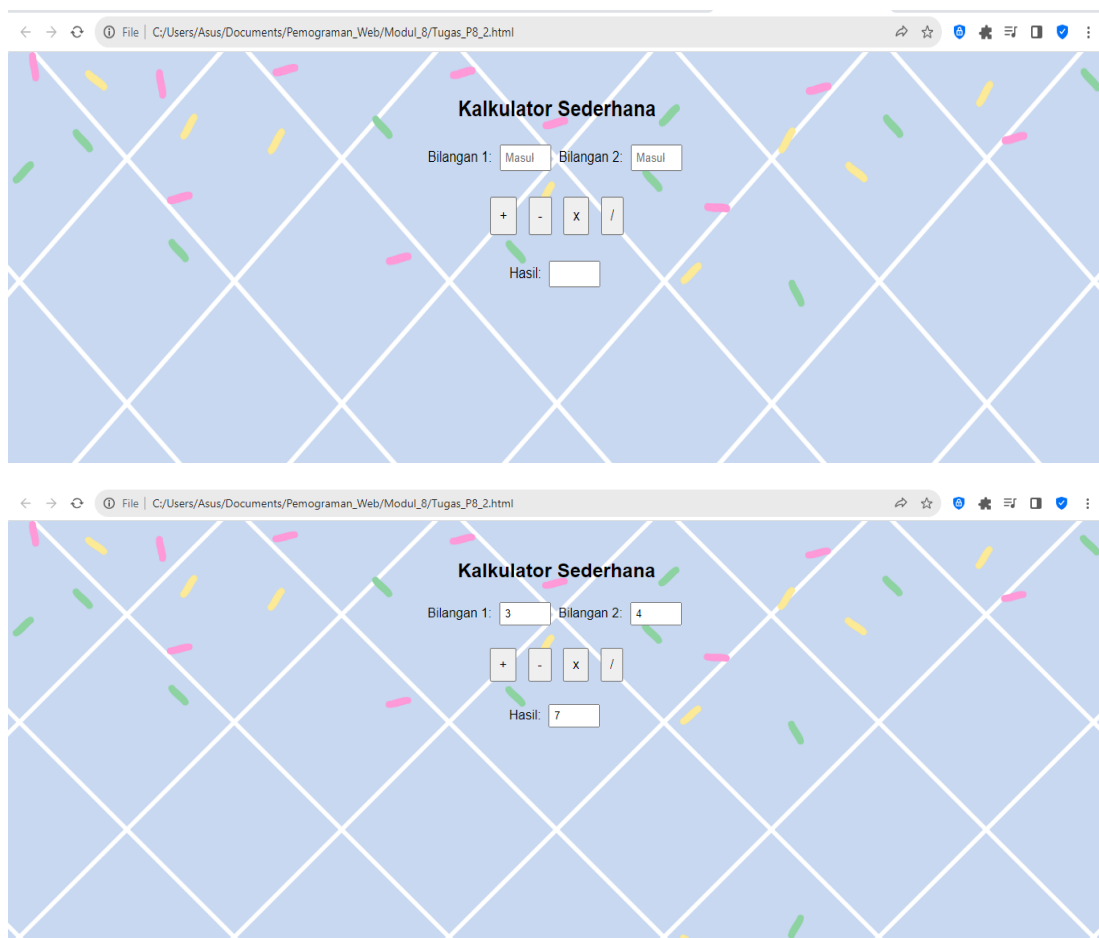 File C:/Users/Asus/Documents/Pemograman_Web/Modul_8/Tugas_P8_2.html
Kalkulator Sederhana
Bilangan 1: Masul Bilangan 2: Masul
+ - x /
Hasil:
File C:/Users/Asus/Documents/Pemograman_Web/Modul_8/Tugas_P8_2.html
Kalkulator Sederhana
Bilangan 1: 3 Bilangan 2: 4
+ - x /
Hasil: 7